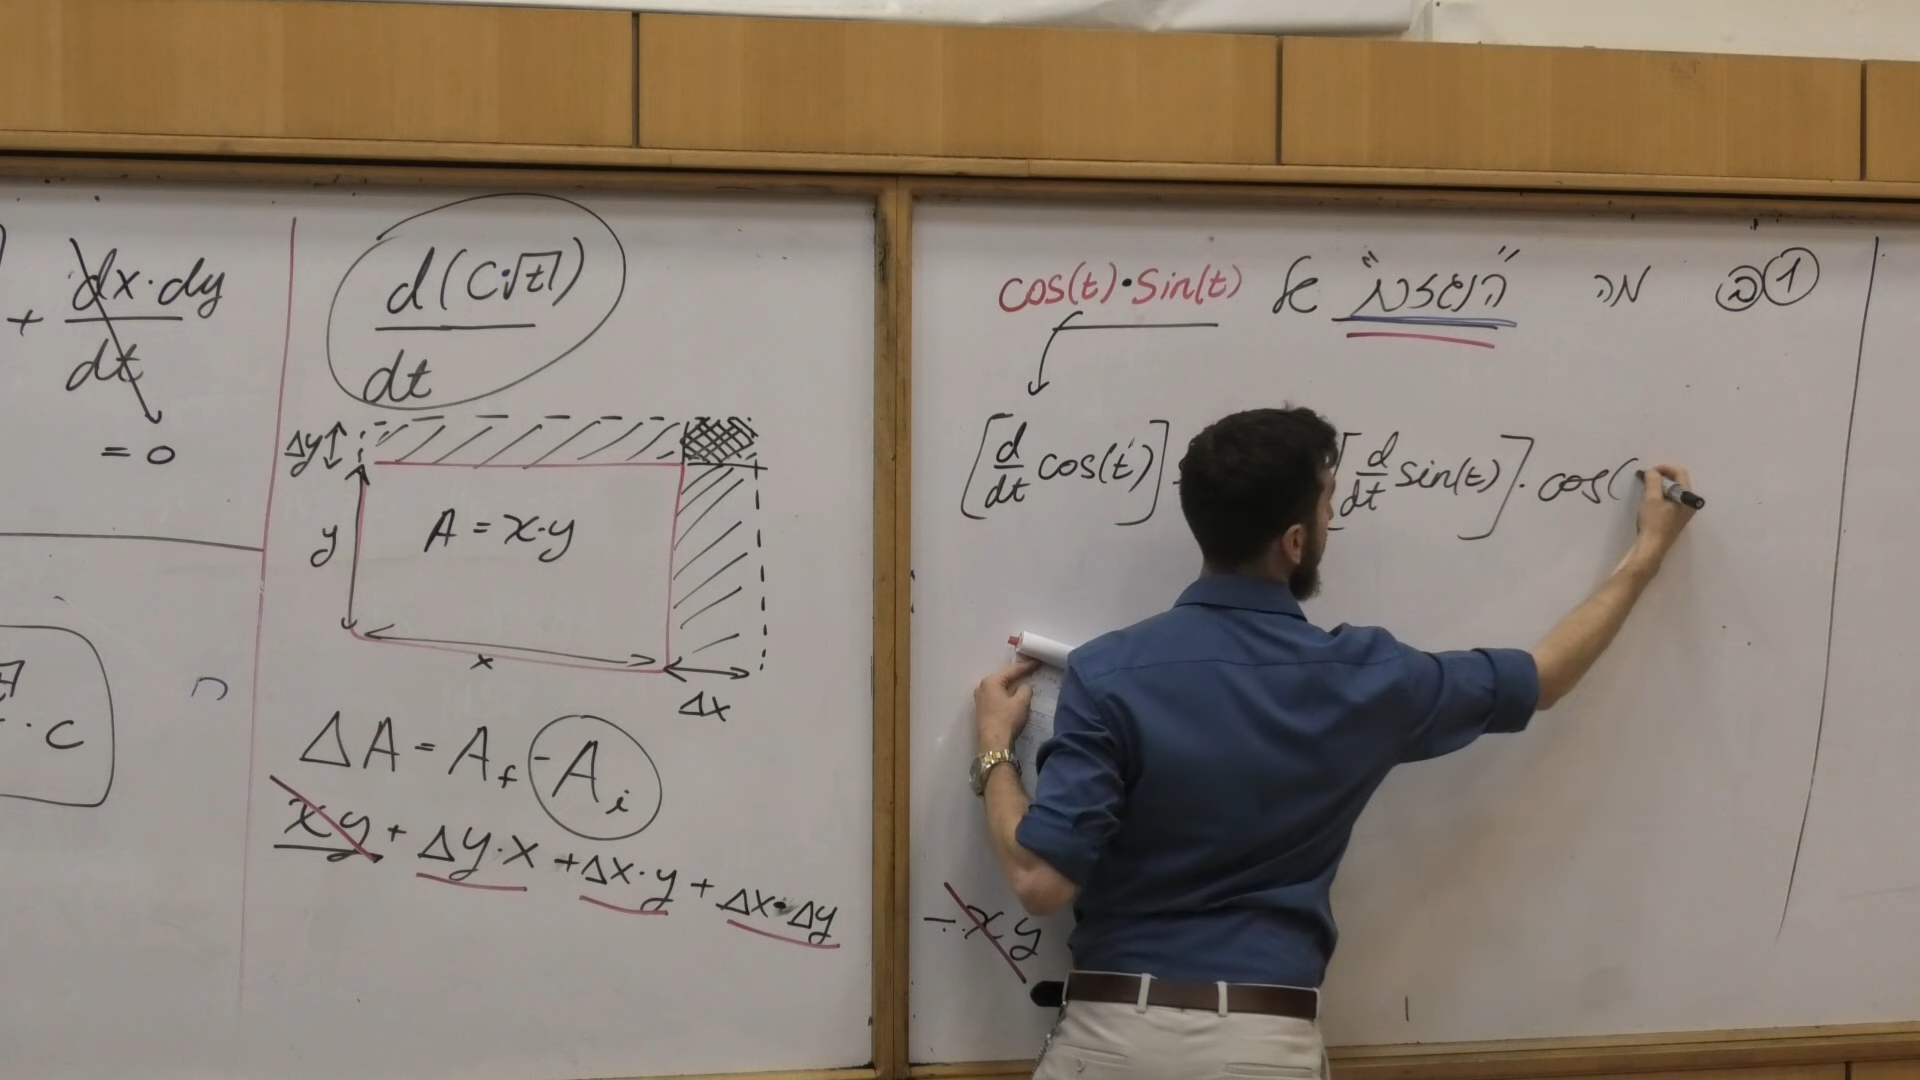 + dx·dy / dt
= 0
· c
d(C·√t) / dt
Δy
y
A = x·y
x
Δx
ΔA = A_f - A_i
xy + Δy·x + Δx·y + Δx·Δy
- xy
① מה "הנגזרת" של cos(t)·Sin(t)
[d/dt cos(t)] [d/dt sin(t)] · cos(